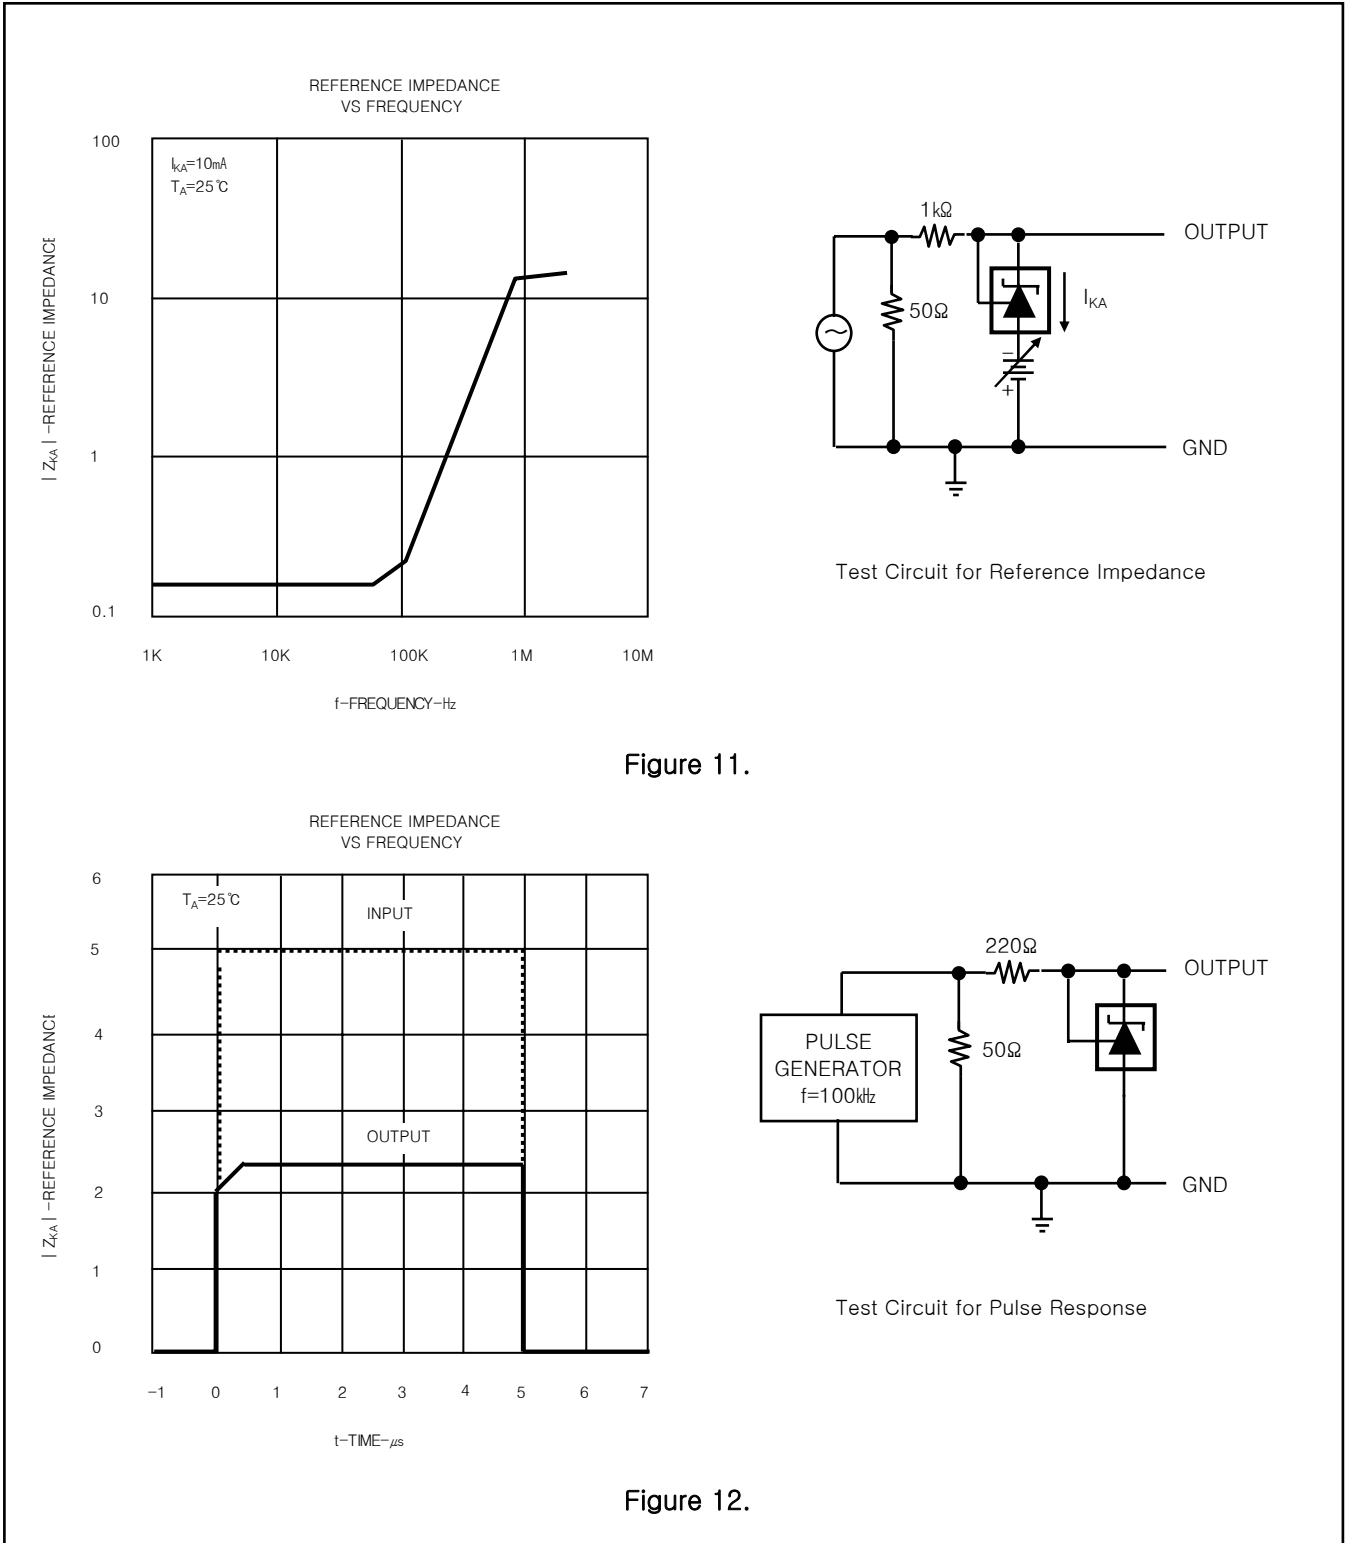 REFERENCE IMPEDANCE
VS FREQUENCY
100
10
1
0.1
IKA=10mA
TA=25℃
| ZKA | -REFERENCE IMPEDANCE
1K 10K 100K 1M 10M
f-FREQUENCY-Hz
1kΩ
OUTPUT
50Ω
IKA
-
+
GND
Test Circuit for Reference Impedance
Figure 11.
REFERENCE IMPEDANCE
VS FREQUENCY
6
5
4
3
2
1
0
TA=25℃
INPUT
OUTPUT
| ZKA | -REFERENCE IMPEDANCE
-1 0 1 2 3 4 5 6 7
t-TIME-μs
220Ω
OUTPUT
PULSE
GENERATOR
f=100kHz
50Ω
GND
Test Circuit for Pulse Response
Figure 12.